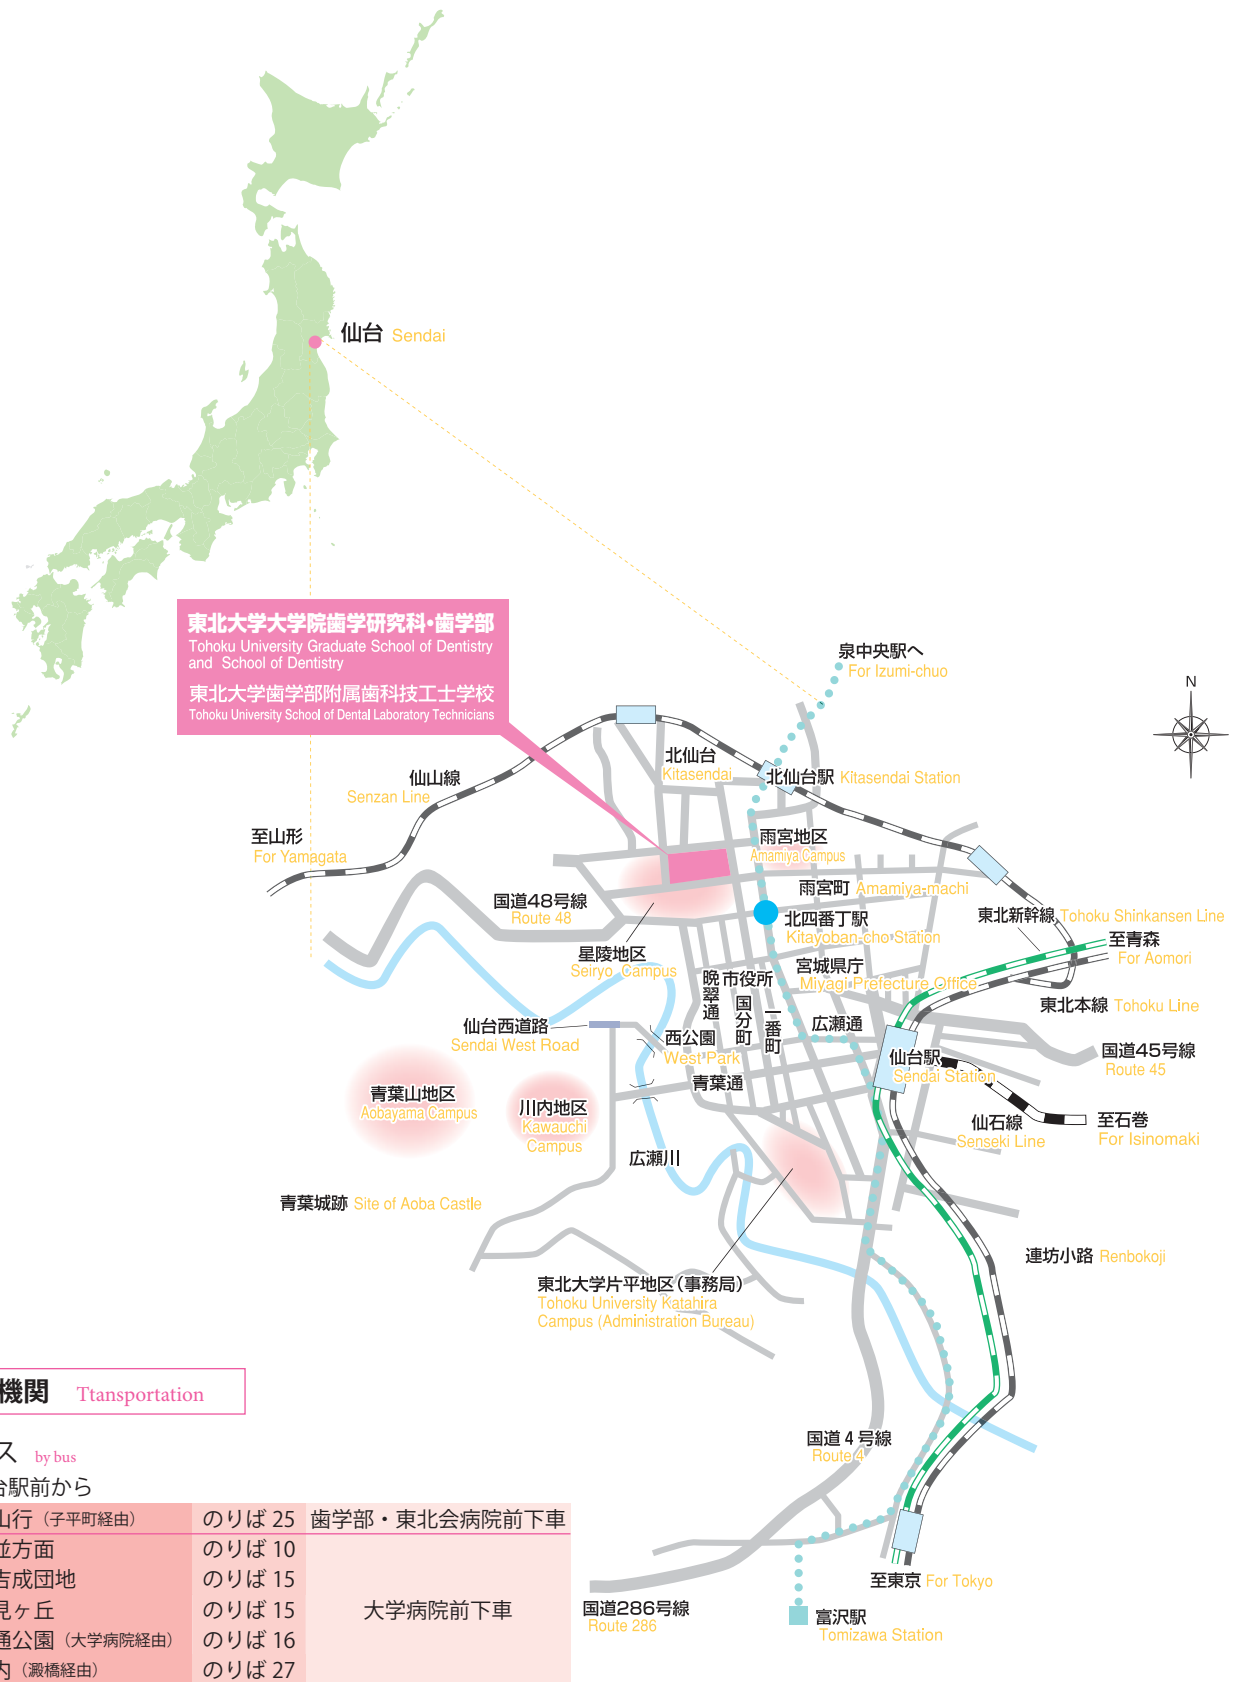 仙台 Sendai
東北大学大学院歯学研究科・歯学部
Tohoku University Graduate School of Dentistry
and School of Dentistry
東北大学歯学部附属歯科技工士学校
Tohoku University School of Dental Laboratory Technicians
泉中央駅へ
For Izumi-chuo
N
北仙台
Kitasendai
北仙台駅 Kitasendai Station
仙山線
Senzan Line
至山形
For Yamagata
雨宮地区
Amamiya Campus
雨宮町 Amamiya-machi
国道48号線
Route 48
北四番丁駅
Kitayoban-cho Station
東北新幹線 Tohoku Shinkansen Line
至青森
For Aomori
星陵地区
Seiryo Campus
宮城県庁
Miyagi Prefecture Office
晩翠通
市役所
国分町
一番町
広瀬通
東北本線 Tohoku Line
仙台西道路
Sendai West Road
西公園
West Park
青葉通
仙台駅
Sendai Station
国道45号線
Route 45
青葉山地区
Aobayama Campus
川内地区
Kawauchi
Campus
仙石線
Senseki Line
至石巻
For Isinomaki
広瀬川
青葉城跡 Site of Aoba Castle
連坊小路 Renbokoji
東北大学片平地区(事務局)
Tohoku University Katahira
Campus (Administration Bureau)
機関 Ttansportation
ス by bus
台駅前から
山行（子平町経由） のりば 25 歯学部・東北会病院前下車
並方面 のりば 10
吉成団地 のりば 15
見ヶ丘 のりば 15 大学病院前下車
通公園（大学病院経由） のりば 16
内（澱橋経由） のりば 27
国道4号線
Route 4
至東京 For Tokyo
国道286号線
Route 286
富沢駅
Tomizawa Station